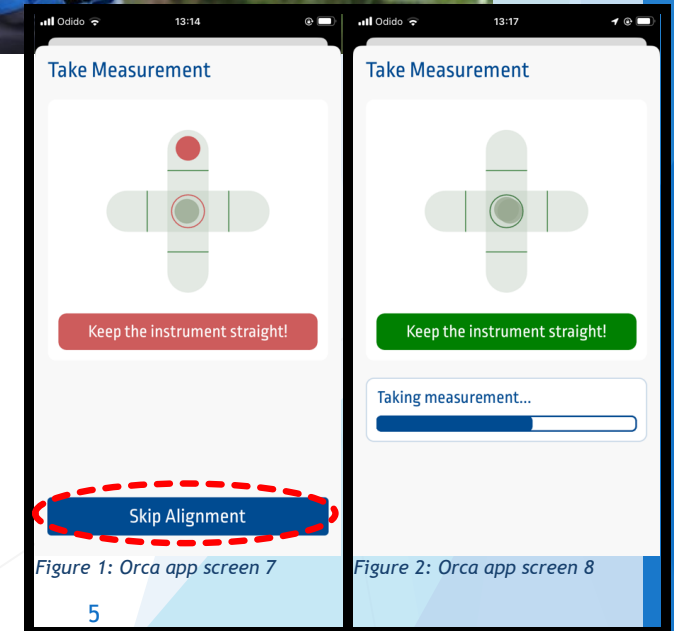 Odido 13:14
Take Measurement
Keep the instrument straight!
Skip Alignment
Figure 1: Orca app screen 7
Odido 13:17
Take Measurement
Keep the instrument straight!
Taking measurement...
Figure 2: Orca app screen 8
5